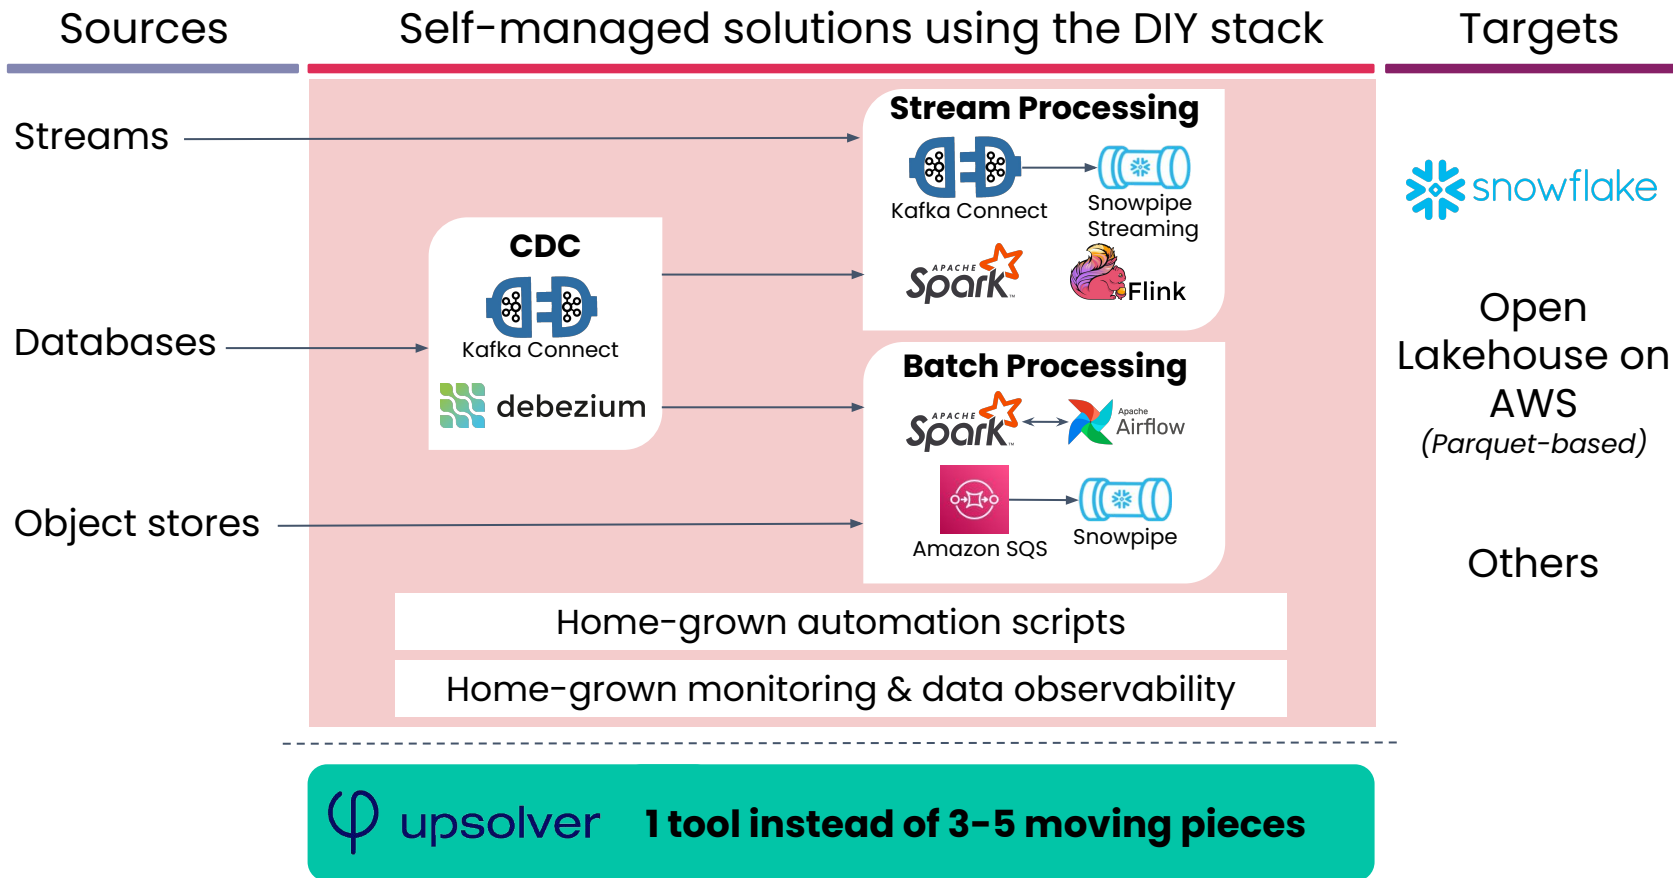 Sources
Self-managed solutions using the DIY stack
Targets
Streams
Databases
Object stores
CDC
Kafka Connect
debezium
Stream Processing
Kafka Connect
Snowpipe
Streaming
APACHE
Spark™
Flink
Batch Processing
APACHE
Spark™
Apache
Airflow
Amazon SQS
Snowpipe
Home-grown automation scripts
Home-grown monitoring & data observability
snowflake
Open
Lakehouse on
AWS
(Parquet-based)
Others
upsolver
1 tool instead of 3-5 moving pieces